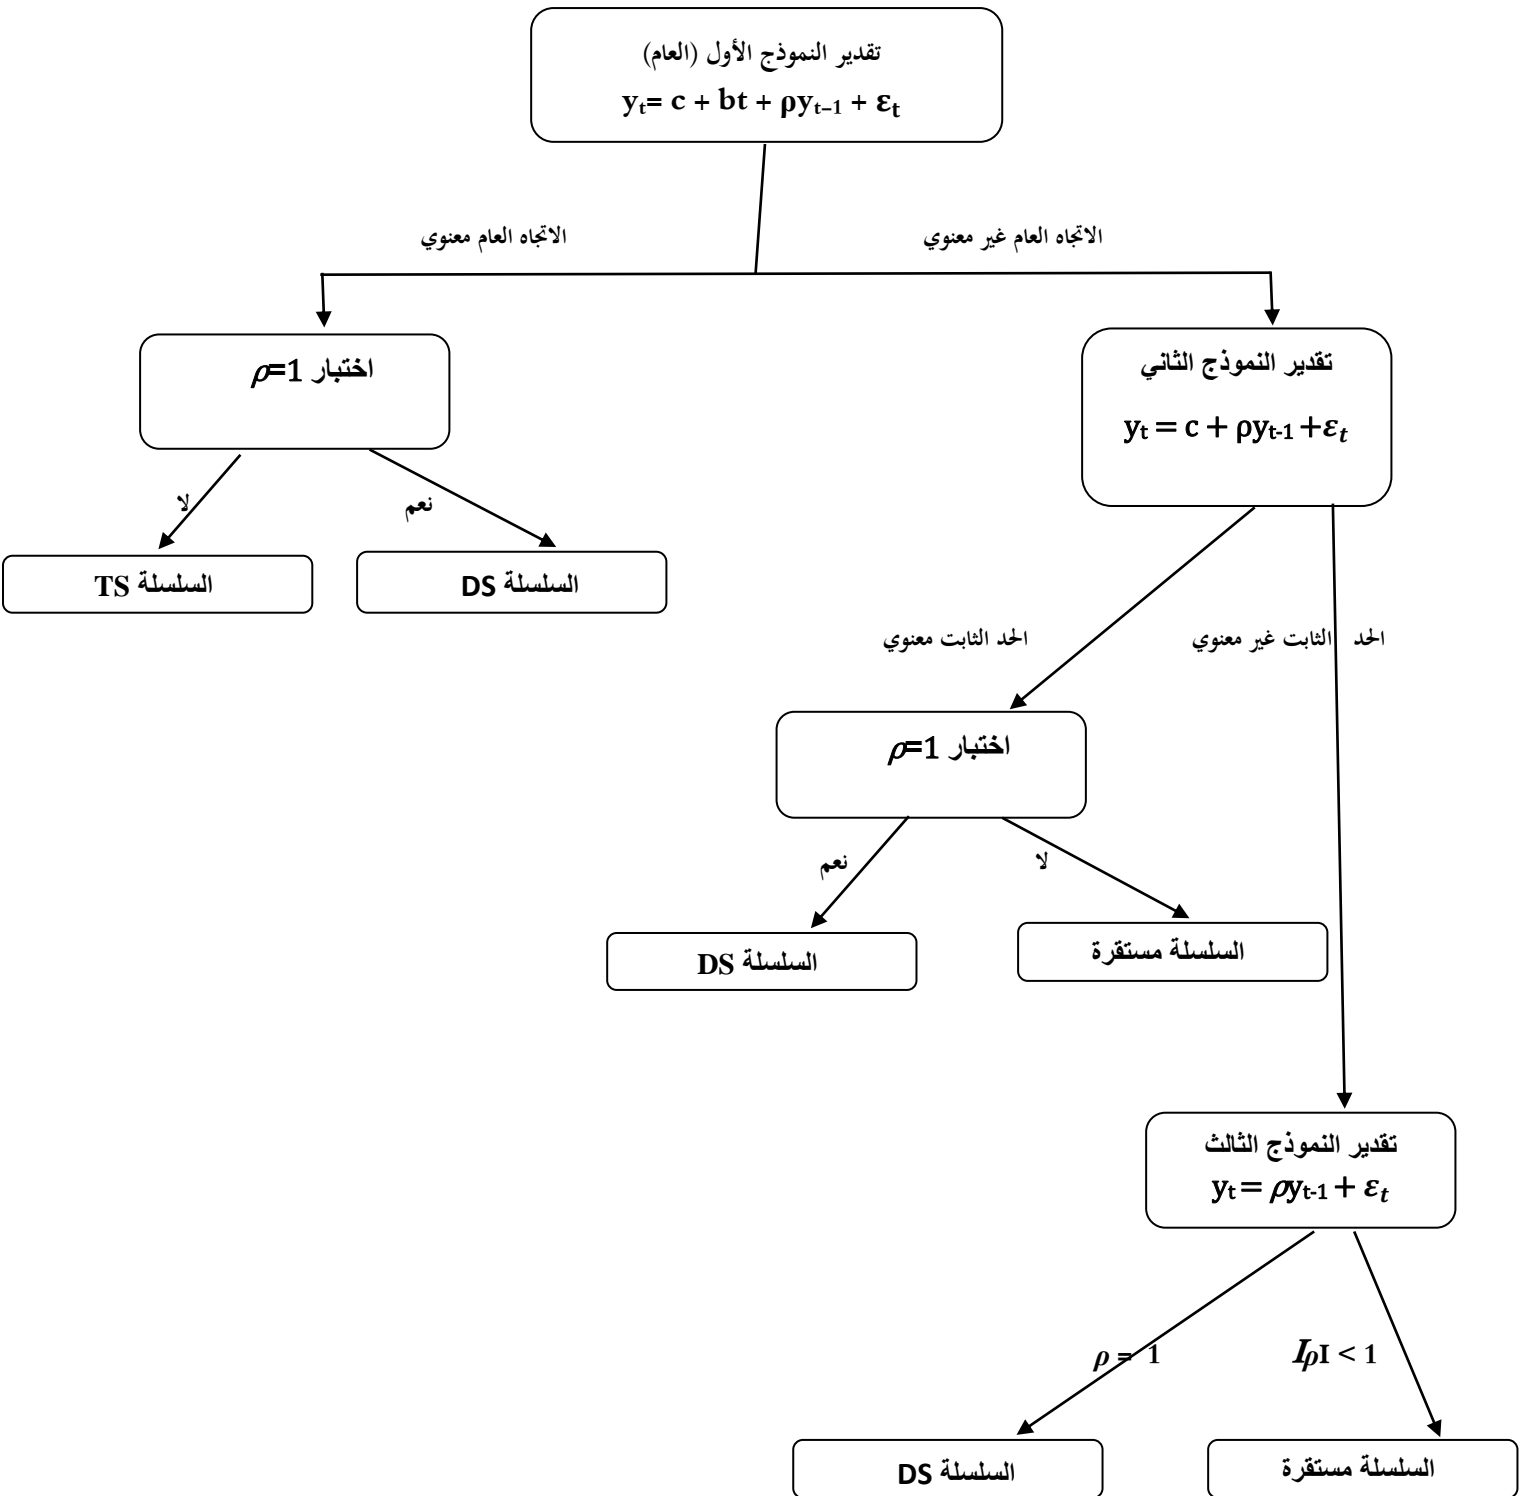 تقدير النموذج الأول (العام)
yₜ= c + bt + ρyₜ₋₁ + εₜ
الاتجاه العام غير معنوي
الاتجاه العام معنوي
تقدير النموذج الثاني
yₜ = c + ρyₜ₋₁ +εₜ
اختبار 1=ρ
لا
نعم
السلسلة TS
السلسلة DS
الحد الثابت غير معنوي
الحد الثابت معنوي
اختبار 1=ρ
نعم
لا
السلسلة DS
السلسلة مستقرة
تقدير النموذج الثالث
yₜ = ρyₜ₋₁ + εₜ
ρ = 1
IρI < 1
السلسلة DS
السلسلة مستقرة